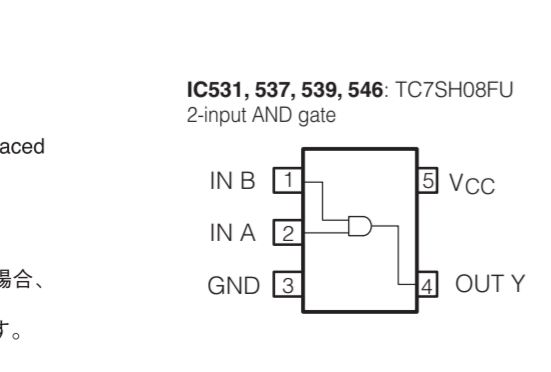 IC531, 537, 539, 546: TC7SH08FU
2-input AND gate
aced
場合、
す。
IN B 1
5 VCC
IN A 2
GND 3
4 OUT Y